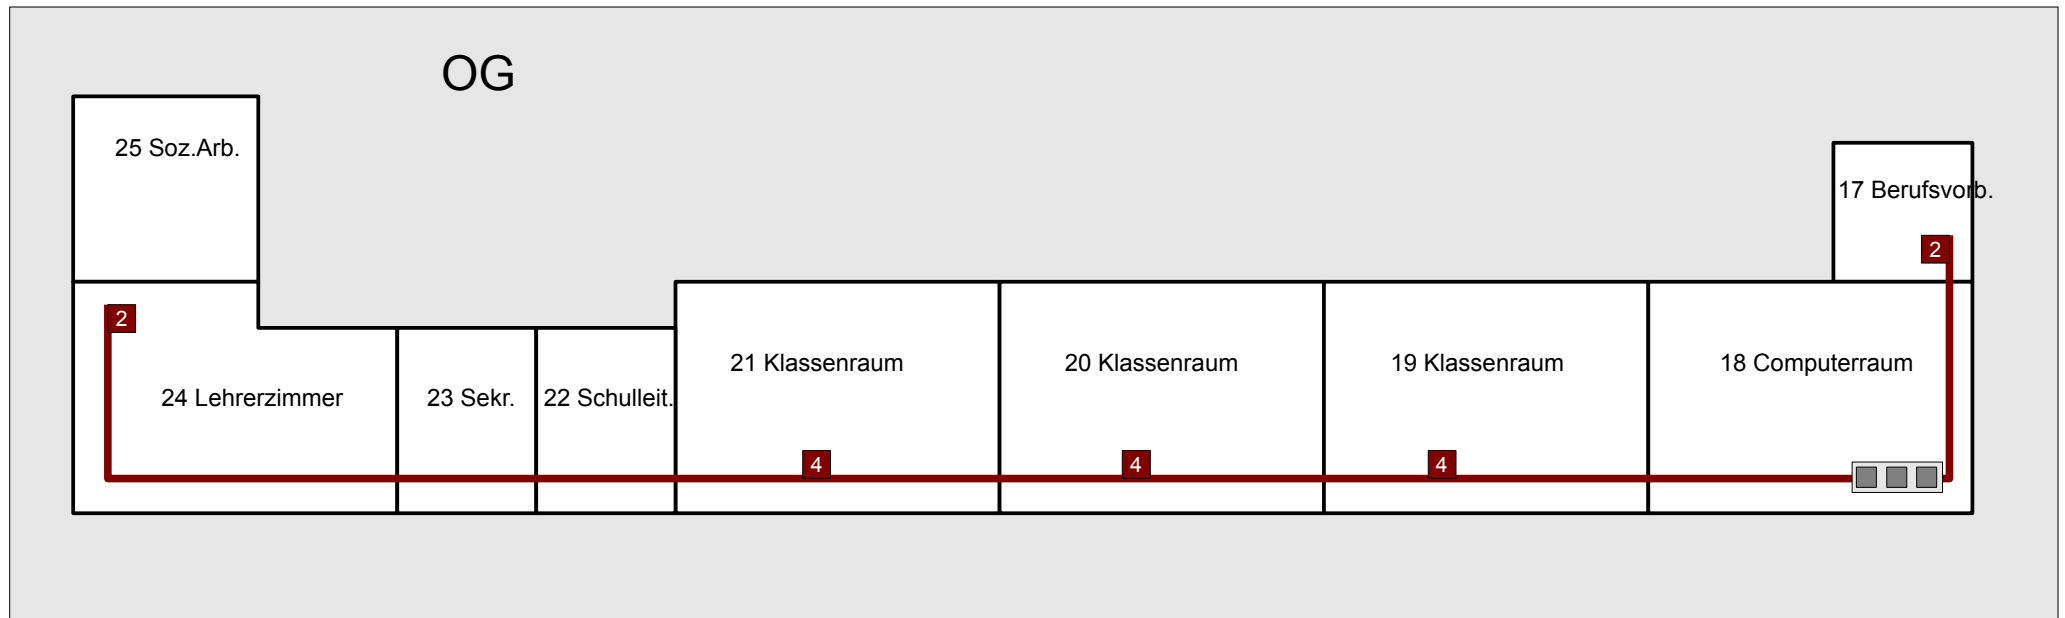 OG
25 Soz.Arb.
17 Berufsvorb.
2
2
21 Klassenraum
20 Klassenraum
19 Klassenraum
18 Computerraum
24 Lehrerzimmer
23 Sekr.
22 Schulleit.
4
4
4